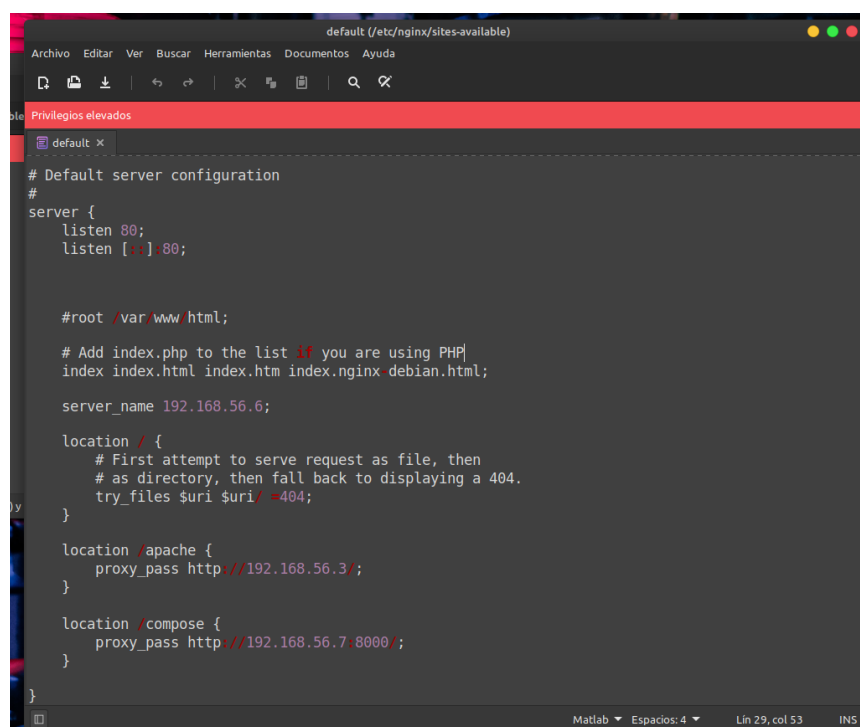 default (/etc/nginx/sites-available)
Archivo Editar Ver Buscar Herramientas Documentos Ayuda
ble
Privilegios elevados
default ×
# Default server configuration
#
server {
    listen 80;
    listen [::]:80;
    #root /var/www/html;
    # Add index.php to the list if you are using PHP
    index index.html index.htm index.nginx-debian.html;
    server_name 192.168.56.6;
    location / {
        # First attempt to serve request as file, then
        # as directory, then fall back to displaying a 404.
        try_files $uri $uri/ =404;
) y
    }
    location /apache {
        proxy_pass http://192.168.56.3/;
    }
    location /compose {
        proxy_pass http://192.168.56.7:8000/;
    }
}
Matlab Espacios: 4 Lín 29, col 53 INS